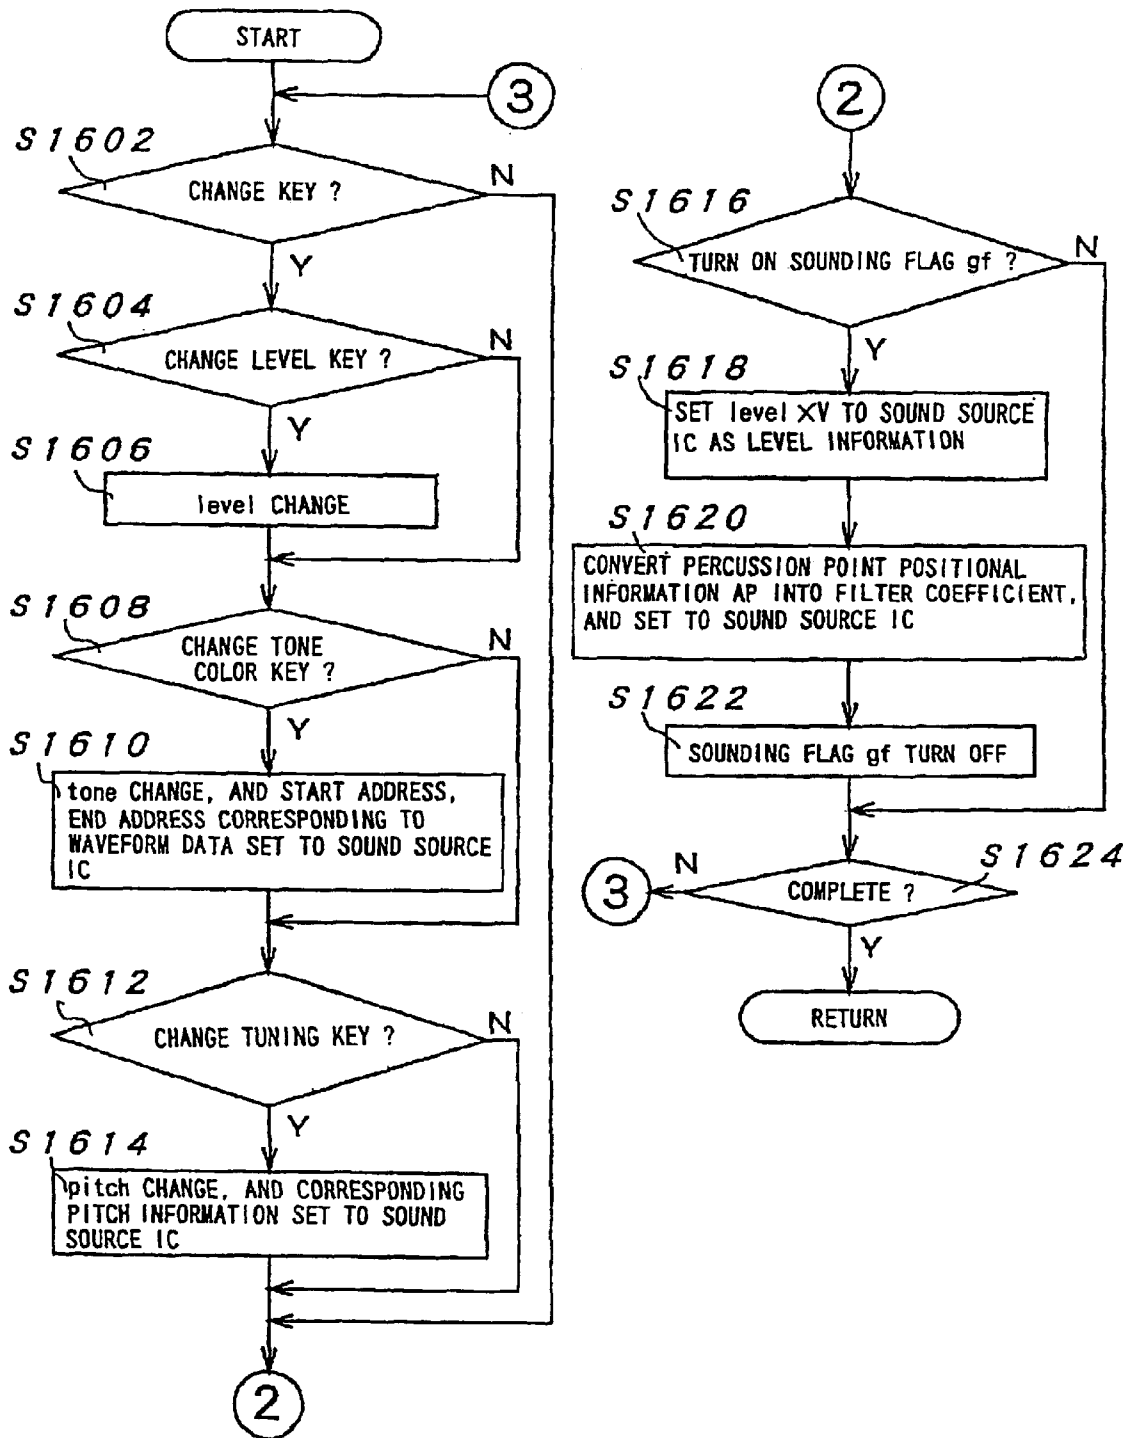 START
3
S1602
CHANGE KEY ?
N
Y
S1604
CHANGE LEVEL KEY ?
N
Y
S1606
level CHANGE
S1608
CHANGE TONE
COLOR KEY ?
N
Y
S1610
tone CHANGE, AND START ADDRESS,
END ADDRESS CORRESPONDING TO
WAVEFORM DATA SET TO SOUND SOURCE
IC
S1612
CHANGE TUNING KEY ?
N
Y
S1614
pitch CHANGE, AND CORRESPONDING
PITCH INFORMATION SET TO SOUND
SOURCE IC
2
2
S1616
TURN ON SOUNDING FLAG gf ?
N
Y
S1618
SET level XV TO SOUND SOURCE
IC AS LEVEL INFORMATION
S1620
CONVERT PERCUSSION POINT POSITIONAL
INFORMATION AP INTO FILTER COEFFICIENT,
AND SET TO SOUND SOURCE IC
S1622
SOUNDING FLAG gf TURN OFF
S1624
COMPLETE ?
N
3
Y
RETURN